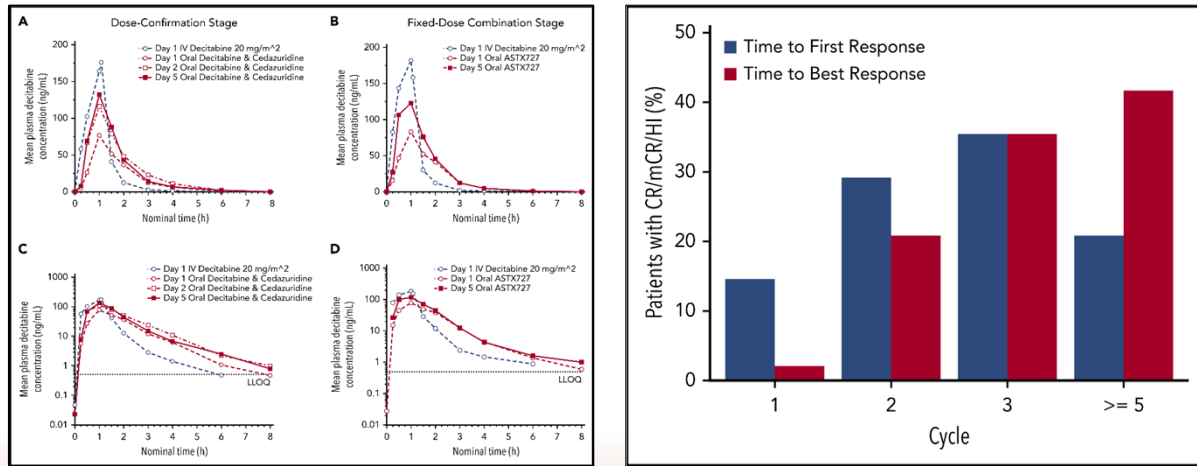 Dose-Confirmation Stage
Fixed-Dose Combination Stage
A
Mean plasma decitabine
concentration (ng/mL)
200
150
100
50
0
Day 1 IV Decitabine 20 mg/m^2
Day 1 Oral Decitabine & Cedazuridine
Day 2 Oral Decitabine & Cedazuridine
Day 5 Oral Decitabine & Cedazuridine
0 1 2 3 4 5 6 7 8
Nominal time (h)
B
Mean plasma decitabine
concentration (ng/mL)
200
150
100
50
0
Day 1 IV Decitabine 20 mg/m^2
Day 1 Oral ASTX727
Day 5 Oral ASTX727
0 1 2 3 4 5 6 7 8
Nominal time (h)
C
Mean plasma decitabine
concentration (ng/mL)
1000
100
10
1
0.1
0.01
Day 1 IV Decitabine 20 mg/m^2
Day 1 Oral Decitabine & Cedazuridine
Day 2 Oral Decitabine & Cedazuridine
Day 5 Oral Decitabine & Cedazuridine
LLOQ
0 1 2 3 4 5 6 7 8
Nominal time (h)
D
Mean plasma decitabine
concentration (ng/mL)
1000
100
10
1
0.1
0.01
Day 1 IV Decitabine 20 mg/m^2
Day 1 Oral ASTX727
Day 5 Oral ASTX727
LLOQ
0 1 2 3 4 5 6 7 8
Nominal time (h)
Patients with CR/mCR/HI (%)
50
40
30
20
10
0
Time to First Response
Time to Best Response
1 2 3 >= 5
Cycle